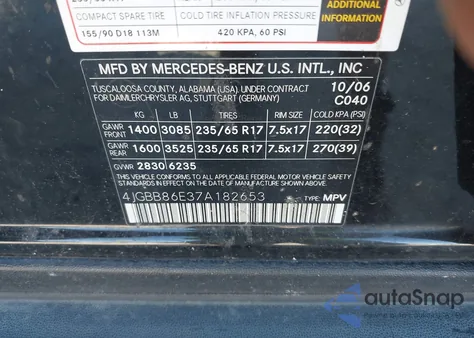 COMPACT SPARE TIRE COLD TIRE INFLATION PRESSURE
155/90 D18 113M 420 KPA, 60 PSI
ADDITIONAL
INFORMATION
MFD BY MERCEDES-BENZ U.S. INTL., INC
TUSCALOOSA COUNTY, ALABAMA (USA). UNDER CONTRACT 10/06
FOR DAIMLERCHRYSLER AG, STUTTGART (GERMANY) C040
KG LB TIRES RIM SIZE COLD KPA (PSI)
GAWR FRONT 1400 3085 235/65 R17 7.5x17 220(32)
GAWR REAR 1600 3525 235/65 R17 7.5x17 270(39)
GVWR 2830 6235
THIS VEHICLE CONFORMS TO ALL APPLICABLE FEDERAL MOTOR VEHICLE
SAFETY STANDARDS IN EFFECT ON THE DATE OF MANUFACTURE SHOWN ABOVE.
4JGBB86E37A182653 TYPE: MPV
autoSnap